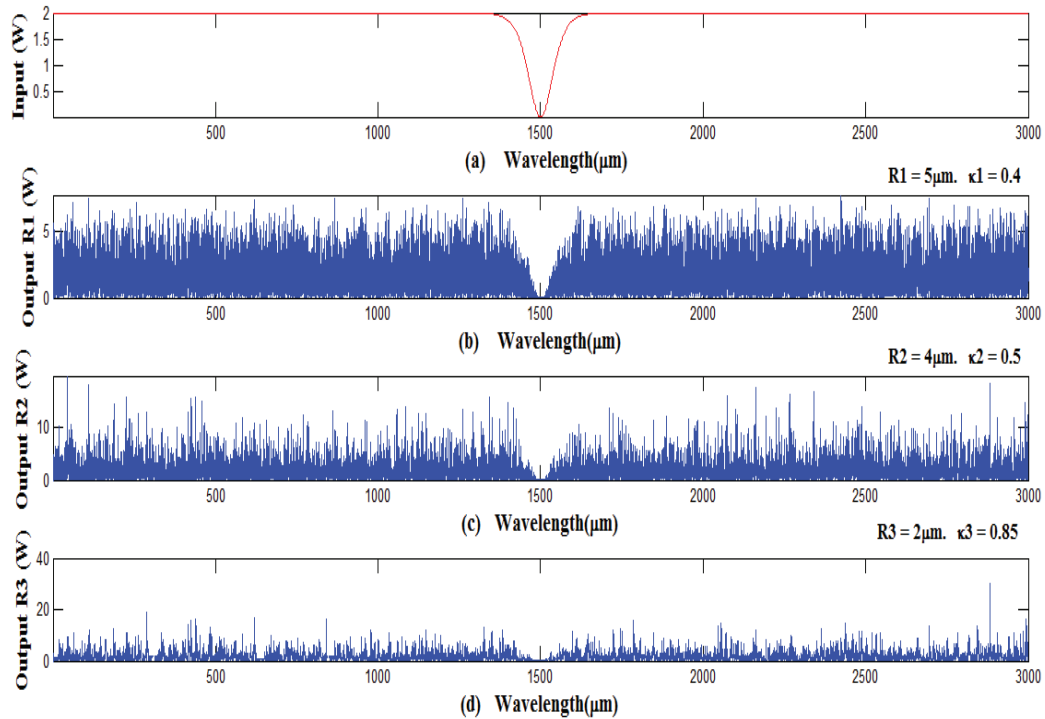 2
1.5
1
0.5
Input (W)
500 1000 1500 2000 2500 3000
(a) Wavelength(μm)
R1 = 5μm. κ1 = 0.4
5
0
Output R1 (W)
500 1000 1500 2000 2500 3000
(b) Wavelength(μm)
R2 = 4μm. κ2 = 0.5
10
0
Output R2 (W)
500 1000 1500 2000 2500 3000
(c) Wavelength(μm)
R3 = 2μm. κ3 = 0.85
40
20
0
Output R3 (W)
500 1000 1500 2000 2500 3000
(d) Wavelength(μm)